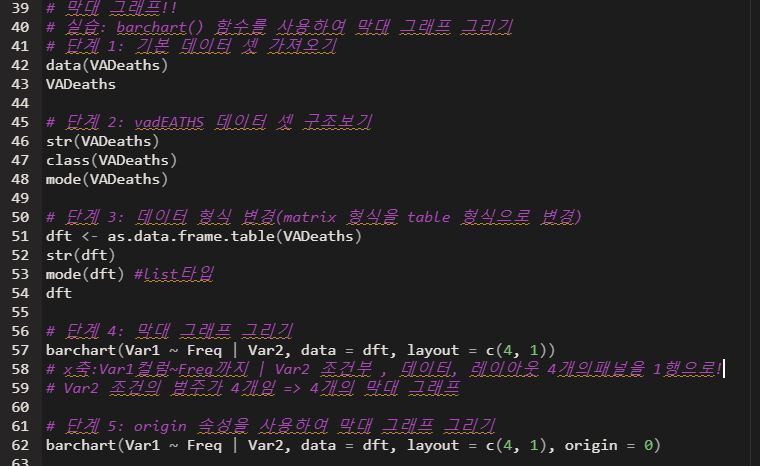 39 # 막대 그래프!!
40 # 실습: barchart() 함수를 사용하여 막대 그래프 그리기
41 # 단계 1: 기본 데이터 셋 가져오기
42 data(VADeaths)
43 VADeaths
44
45 # 단계 2: vadEATHS 데이터 셋 구조보기
46 str(VADeaths)
47 class(VADeaths)
48 mode(VADeaths)
49
50 # 단계 3: 데이터 형식 변경(matrix 형식을 table 형식으로 변경)
51 dft <- as.data.frame.table(VADeaths)
52 str(dft)
53 mode(dft) #list타입
54 dft
55
56 # 단계 4: 막대 그래프 그리기
57 barchart(Var1 ~ Freq | Var2, data = dft, layout = c(4, 1))
58 # x축:Var1컬럼~Freq까지 | Var2 조건부 , 데이터, 레이아웃 4개의패널을 1행으로!
59 # Var2 조건의 범주가 4개임 => 4개의 막대 그래프
60
61 # 단계 5: origin 속성을 사용하여 막대 그래프 그리기
62 barchart(Var1 ~ Freq | Var2, data = dft, layout = c(4, 1), origin = 0)
63